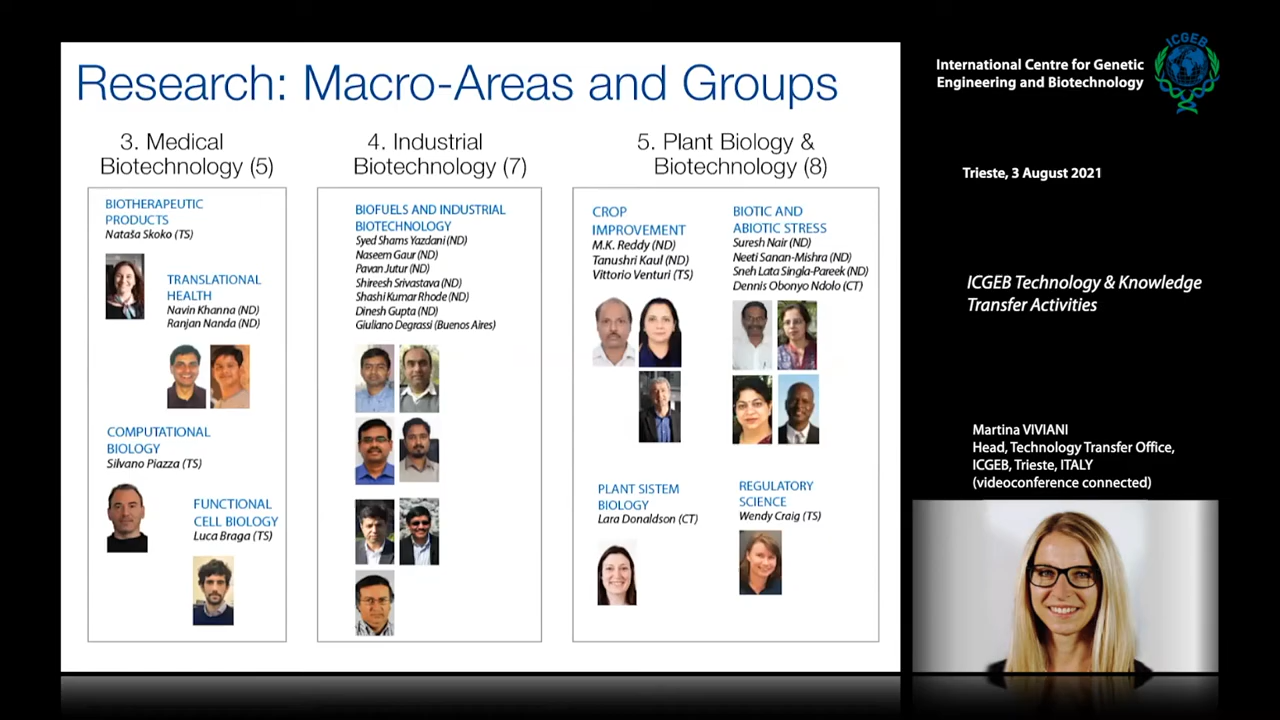 Research: Macro-Areas and Groups
3. Medical
Biotechnology (5)
BIOTHERAPEUTIC
PRODUCTS
Nataša Skoko (TS)
TRANSLATIONAL
HEALTH
Navin Khanna (ND)
Ranjan Nanda (ND)
COMPUTATIONAL
BIOLOGY
Silvano Piazza (TS)
FUNCTIONAL
CELL BIOLOGY
Luca Braga (TS)
4. Industrial
Biotechnology (7)
BIOFUELS AND INDUSTRIAL
BIOTECHNOLOGY
Syed Shams Yazdani (ND)
Naseem Gaur (ND)
Pavan Jutur (ND)
Shireesh Srivastava (ND)
Shashi Kumar Rhode (ND)
Dinesh Gupta (ND)
Giuliano Degrassi (Buenos Aires)
5. Plant Biology &
Biotechnology (8)
CROP
IMPROVEMENT
M.K. Reddy (ND)
Tanushri Kaul (ND)
Vittorio Venturi (TS)
BIOTIC AND
ABIOTIC STRESS
Suresh Nair (ND)
Neeti Sanan-Mishra (ND)
Sneh Lata Singla-Pareek (ND)
Dennis Obonyo Ndolo (CT)
PLANT SISTEM
BIOLOGY
Lara Donaldson (CT)
REGULATORY
SCIENCE
Wendy Craig (TS)
International Centre for Genetic
Engineering and Biotechnology
ICGEB
Trieste, 3 August 2021
ICGEB Technology & Knowledge
Transfer Activities
Martina VIVIANI
Head, Technology Transfer Office,
ICGEB, Trieste, ITALY
(videoconference connected)